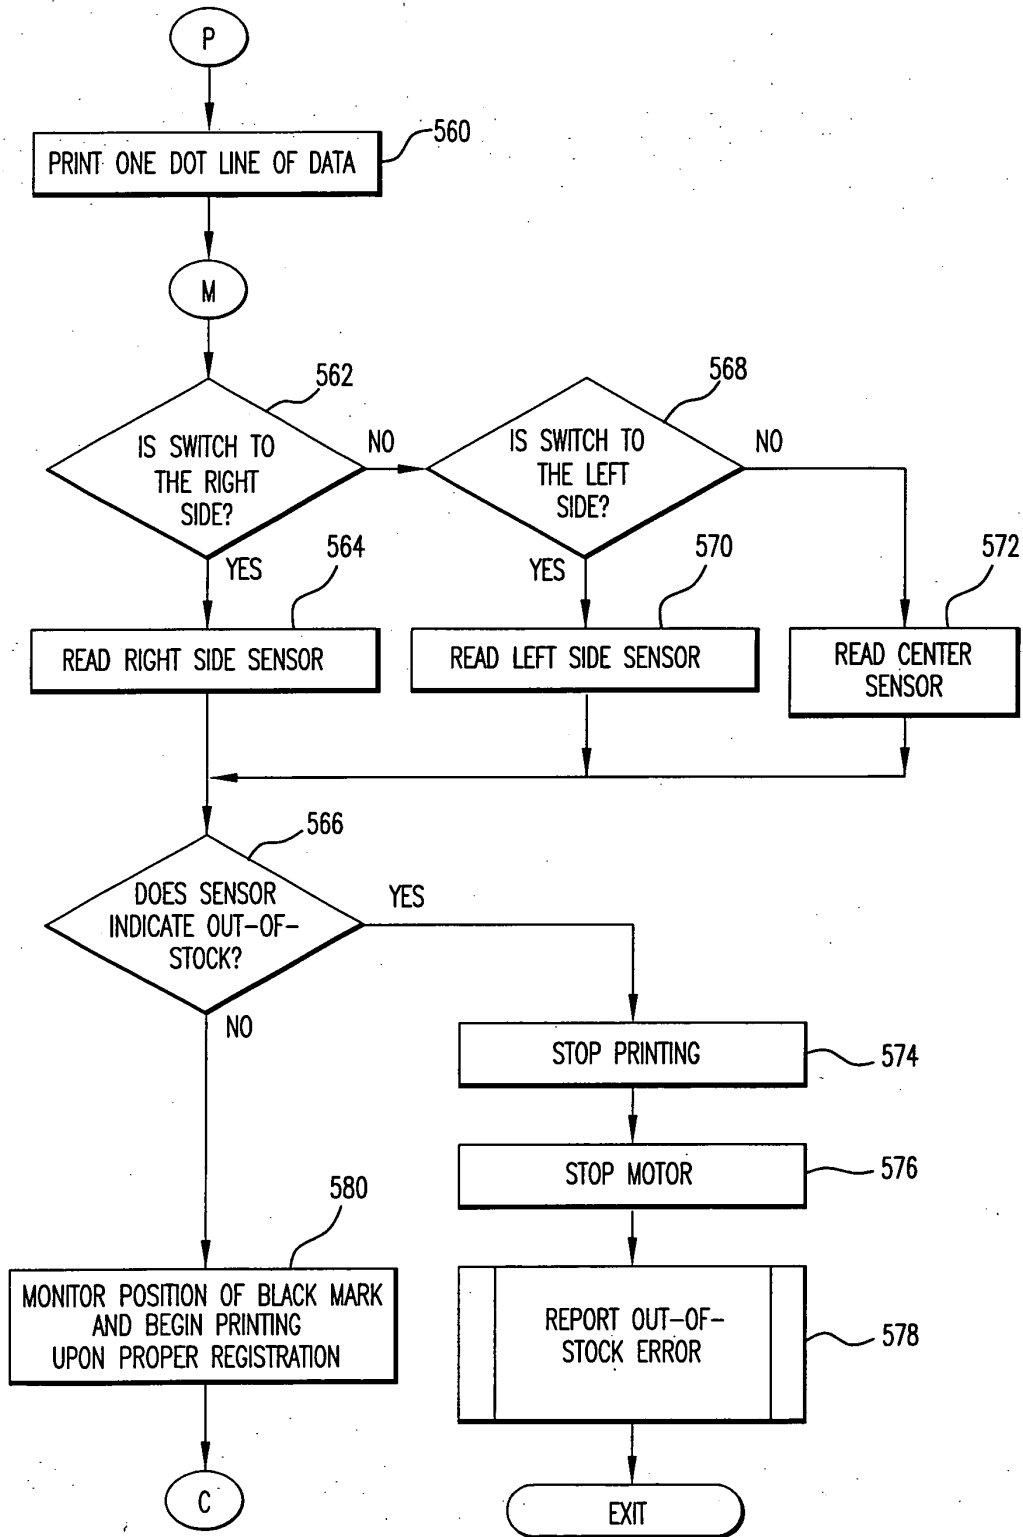 P
560
PRINT ONE DOT LINE OF DATA
M
562
IS SWITCH TO
THE RIGHT
SIDE?
NO
568
IS SWITCH TO
THE LEFT
SIDE?
NO
YES
564
YES
570
572
READ RIGHT SIDE SENSOR
READ LEFT SIDE SENSOR
READ CENTER
SENSOR
566
DOES SENSOR
INDICATE OUT-OF-
STOCK?
YES
NO
STOP PRINTING
574
STOP MOTOR
576
580
MONITOR POSITION OF BLACK MARK
AND BEGIN PRINTING
UPON PROPER REGISTRATION
REPORT OUT-OF-
STOCK ERROR
578
C
EXIT